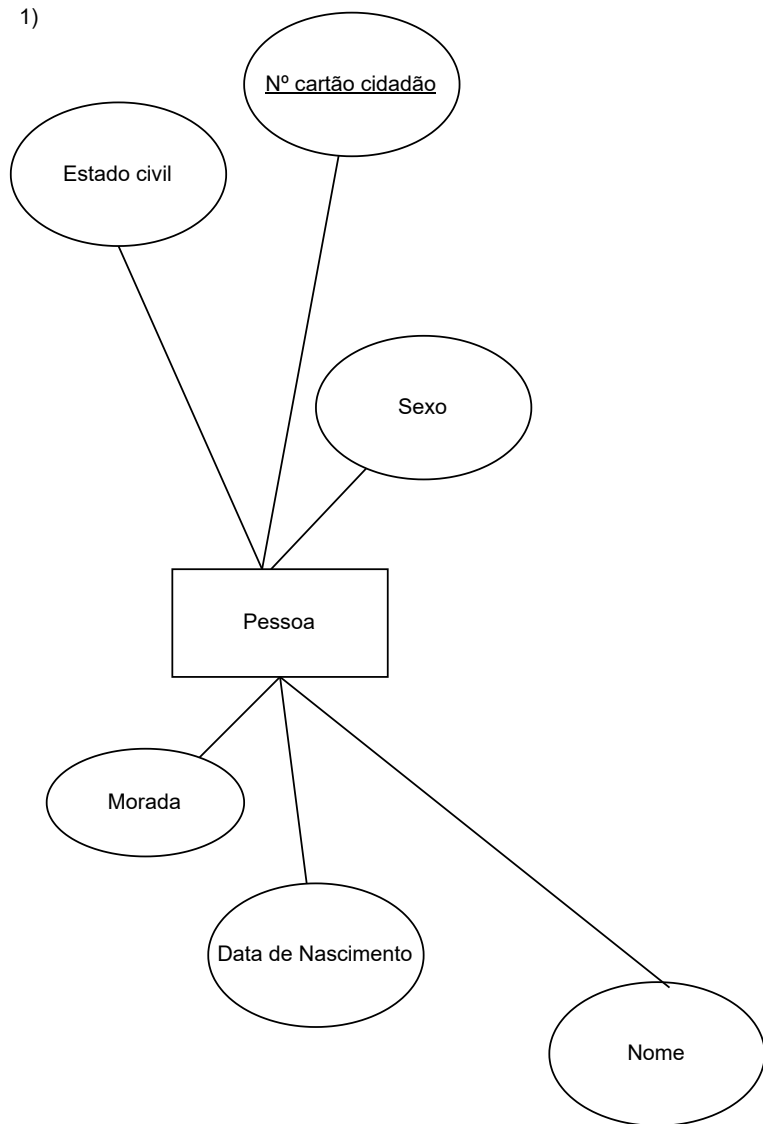 1)
Nº cartão cidadão
Estado civil
Sexo
Pessoa
Morada
Data de Nascimento
Nome